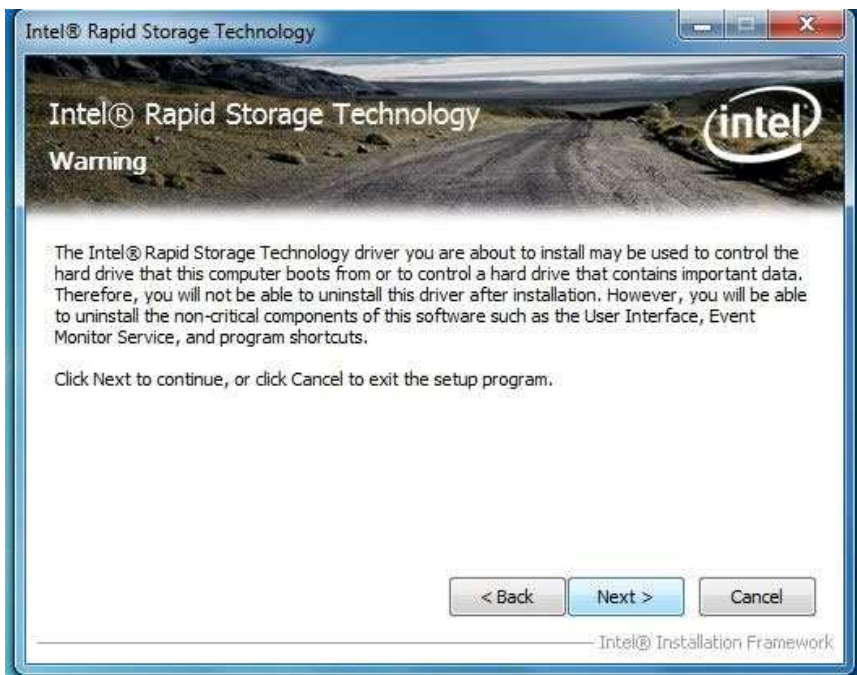 Intel® Rapid Storage Technology
Intel® Rapid Storage Technology
intel
Warning
The Intel® Rapid Storage Technology driver you are about to install may be used to control the
hard drive that this computer boots from or to control a hard drive that contains important data.
Therefore, you will not be able to uninstall this driver after installation. However, you will be able
to uninstall the non-critical components of this software such as the User Interface, Event
Monitor Service, and program shortcuts.
Click Next to continue, or click Cancel to exit the setup program.
< Back Next > Cancel
Intel® Installation Framework